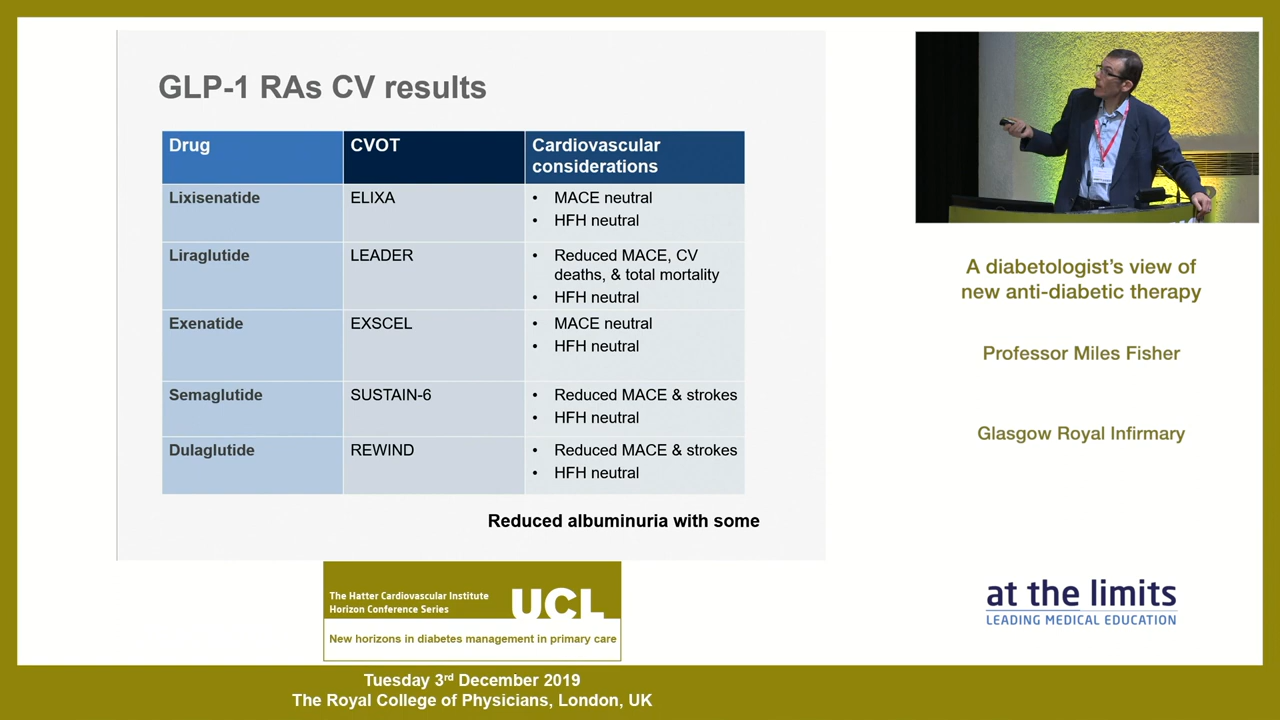 GLP-1 RAs CV results
Drug
CVOT
Cardiovascular
considerations
Lixisenatide
ELIXA
• MACE neutral
• HFH neutral
Liraglutide
LEADER
• Reduced MACE, CV
deaths, & total mortality
• HFH neutral
Exenatide
EXSCEL
• MACE neutral
• HFH neutral
Semaglutide
SUSTAIN-6
• Reduced MACE & strokes
• HFH neutral
Dulaglutide
REWIND
• Reduced MACE & strokes
• HFH neutral
Reduced albuminuria with some
A diabetologist’s view of
new anti-diabetic therapy
Professor Miles Fisher
Glasgow Royal Infirmary
at the limits
LEADING MEDICAL EDUCATION
The Hatter Cardiovascular Institute
Horizon Conference Series
UCL
New horizons in diabetes management in primary care
Tuesday 3rd December 2019
The Royal College of Physicians, London, UK